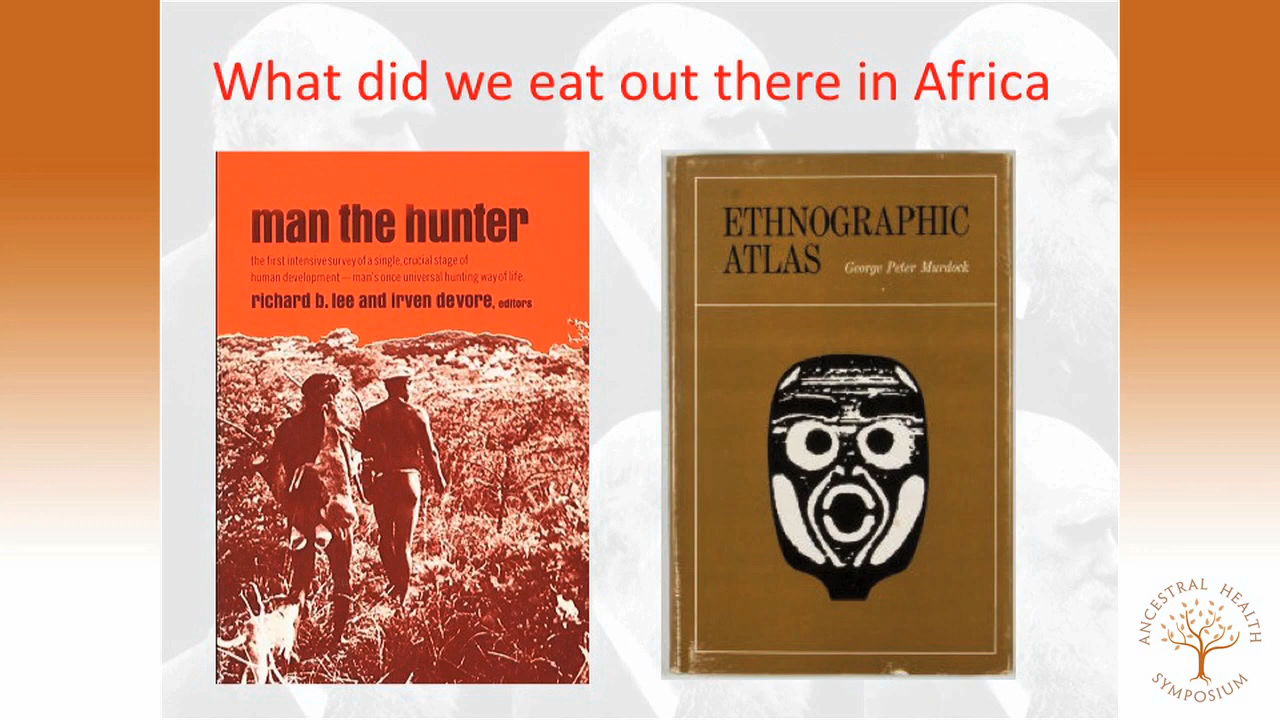 What did we eat out there in Africa
man the hunter
the first intensive survey of a single, crucial stage of
human development—man's once universal hunting way of life.
richard b. lee and irven devore, editors
ETHNOGRAPHIC
ATLAS
George Peter Murdock
ANCESTRAL HEALTH
SYMPOSIUM